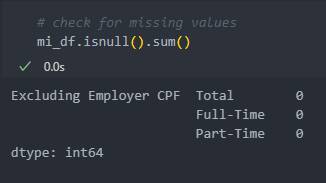 # check for missing values
mi_df.isnull().sum()
0.0s
Excluding Employer CPF  Total        0
                        Full-Time    0
                        Part-Time    0
dtype: int64